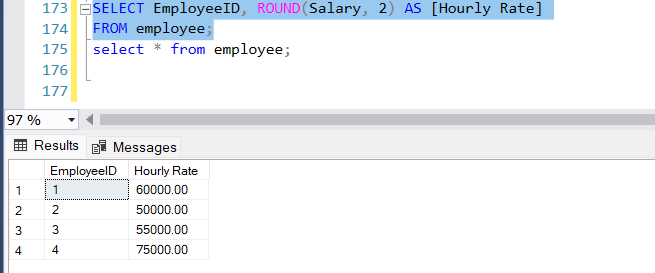 173 SELECT EmployeeID, ROUND(Salary, 2) AS [Hourly Rate]
174 FROM employee;
175 select * from employee;
176
177
97 %
Results Messages
EmployeeID Hourly Rate
1 1 60000.00
2 2 50000.00
3 3 55000.00
4 4 75000.00